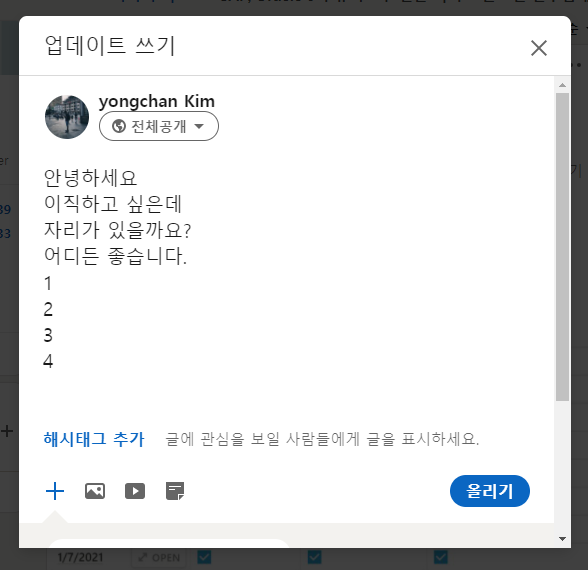 업데이트 쓰기
yongchan Kim
전체공개
안녕하세요
이직하고 싶은데
자리가 있을까요?
어디든 좋습니다.
1
2
3
4
해시태그 추가 글에 관심을 보일 사람들에게 글을 표시하세요.
올리기
1/7/2021 OPEN